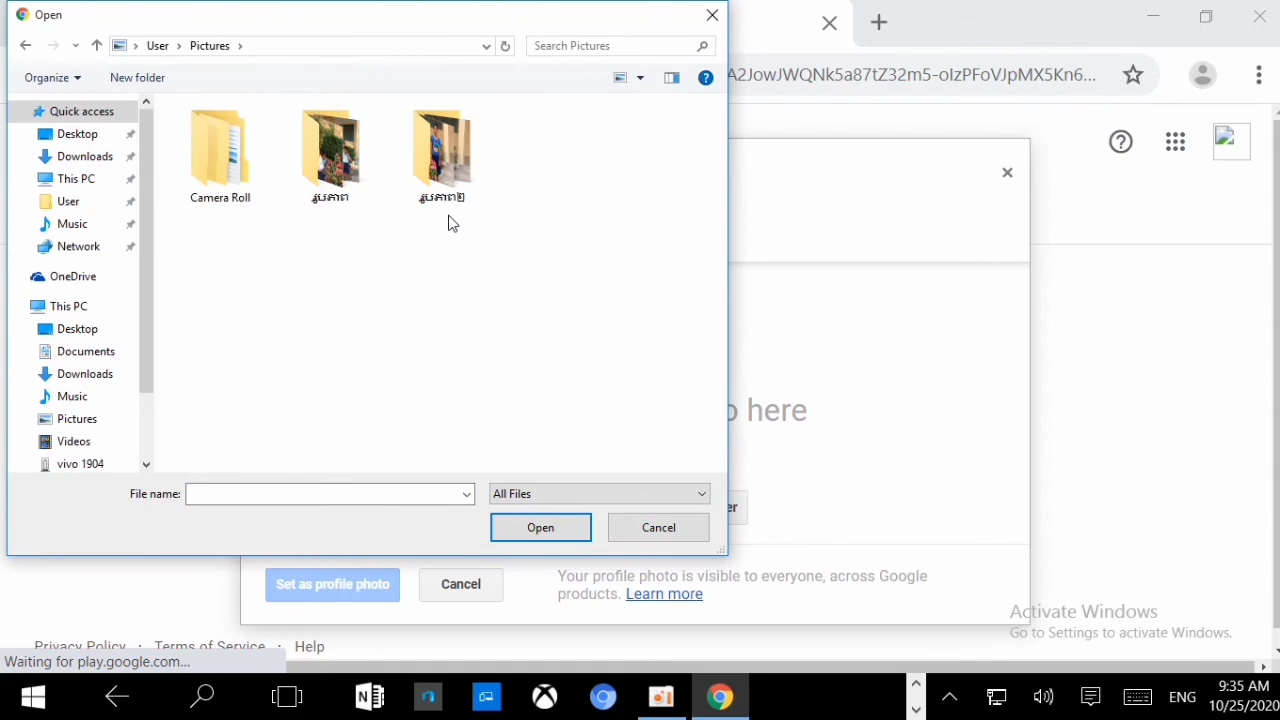 Open
User
Pictures
Search Pictures
A2JowJWQNk5a87tZ32m5-oIzPFoVJpMX5Kn6...
Organize
New folder
Quick access
Desktop
Downloads
This PC
User
Music
Network
OneDrive
This PC
Desktop
Documents
Downloads
Music
Pictures
Videos
vivo 1904
Camera Roll
រូបភាព
រូបភាព២
File name:
All Files
Open
Cancel
o here
er
Set as profile photo
Cancel
Your profile photo is visible to everyone, across Google
products. Learn more
Activate Windows
Go to Settings to activate Windows.
Privacy Policy · Terms of Service · Help
Waiting for play.google.com...
ENG
9:35 AM
10/25/2020